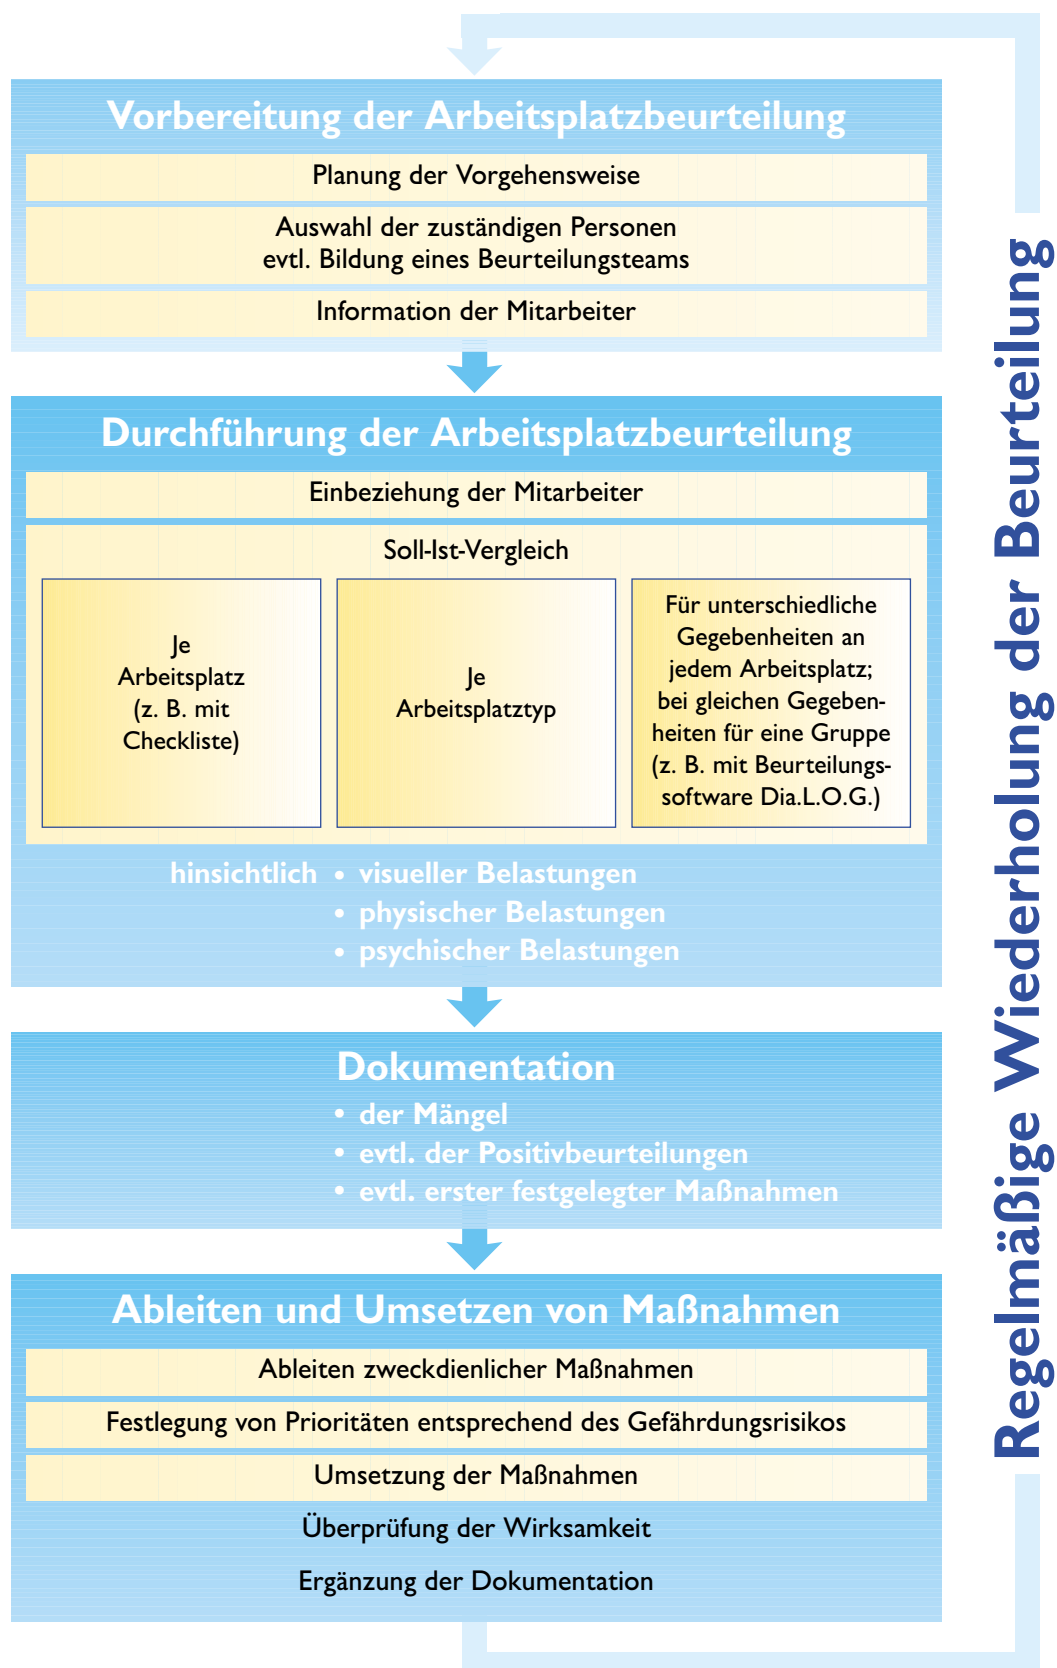 Vorbereitung der Arbeitsplatzbeurteilung
Planung der Vorgehensweise
Auswahl der zuständigen Personen
evtl. Bildung eines Beurteilungsteams
Information der Mitarbeiter
Durchführung der Arbeitsplatzbeurteilung
Einbeziehung der Mitarbeiter
Soll-Ist-Vergleich
Je
Arbeitsplatz
(z. B. mit
Checkliste)
Je
Arbeitsplatztyp
Für unterschiedliche
Gegebenheiten an
jedem Arbeitsplatz;
bei gleichen Gegeben-
heiten für eine Gruppe
(z. B. mit Beurteilungs-
software Dia.L.O.G.)
hinsichtlich • visueller Belastungen
• physischer Belastungen
• psychischer Belastungen
Dokumentation
• der Mängel
• evtl. der Positivbeurteilungen
• evtl. erster festgelegter Maßnahmen
Ableiten und Umsetzen von Maßnahmen
Ableiten zweckdienlicher Maßnahmen
Festlegung von Prioritäten entsprechend des Gefährdungsrisikos
Umsetzung der Maßnahmen
Überprüfung der Wirksamkeit
Ergänzung der Dokumentation
Regelmäßige Wiederholung der Beurteilung